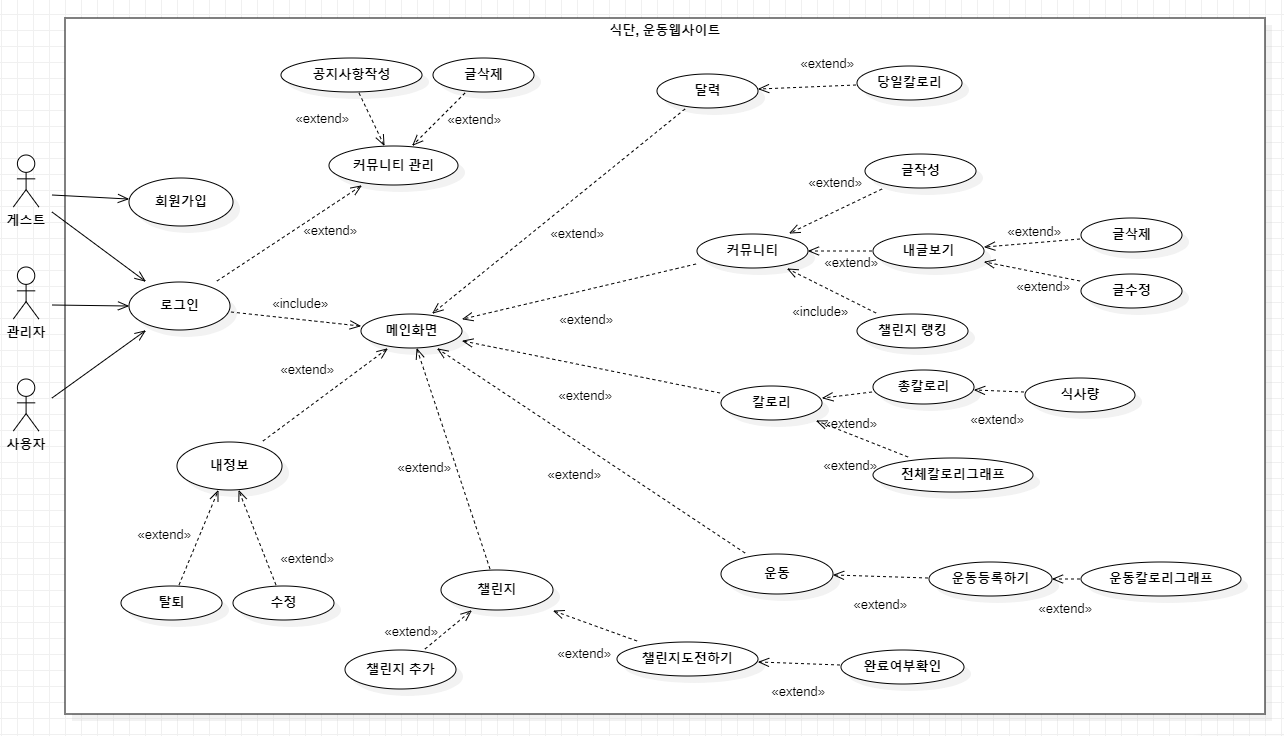 식단, 운동웹사이트
공지사항작성
글삭제
«extend»
«extend»
커뮤니티 관리
달력
«extend»
당일칼로리
게스트
회원가입
«extend»
«extend»
글작성
«extend»
커뮤니티
«extend»
내글보기
«extend»
글삭제
«extend»
글수정
관리자
로그인
«include»
메인화면
«extend»
«include»
챌린지 랭킹
«extend»
사용자
«extend»
칼로리
«extend»
총칼로리
«extend»
식사량
«extend»
전체칼로리그래프
내정보
«extend»
«extend»
«extend»
«extend»
탈퇴
수정
챌린지
운동
운동등록하기
운동칼로리그래프
«extend»
«extend»
«extend»
챌린지 추가
«extend»
챌린지도전하기
완료여부확인
«extend»